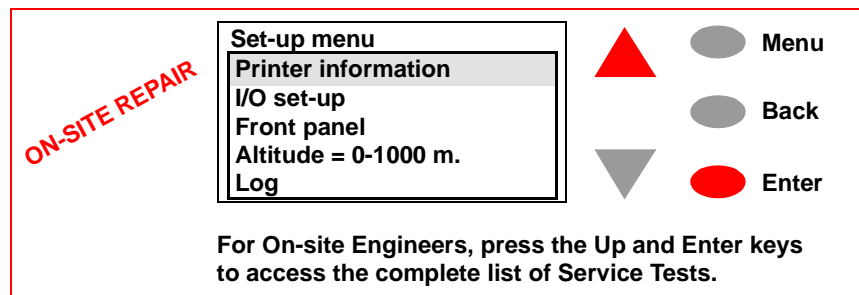 ON-SITE REPAIR
Set-up menu
Printer information
I/O set-up
Front panel
Altitude = 0-1000 m.
Log
Menu
Back
Enter
For On-site Engineers, press the Up and Enter keys
to access the complete list of Service Tests.